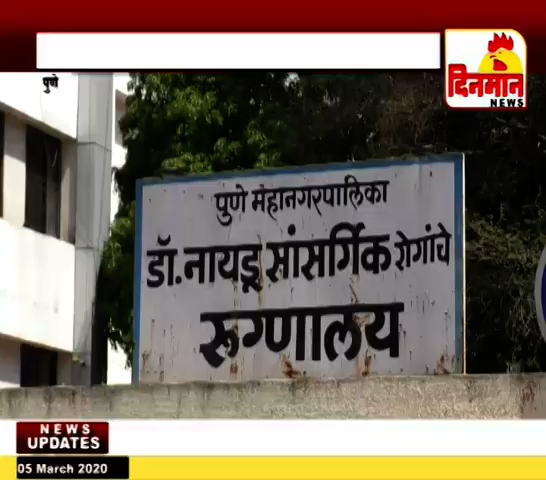 दिनमान
NEWS
पुणे
पुणे महानगरपालिका
डॉ. नायडू सांसर्गिक रोगांचे
रुग्णालय
NEWS
UPDATES
05 March 2020